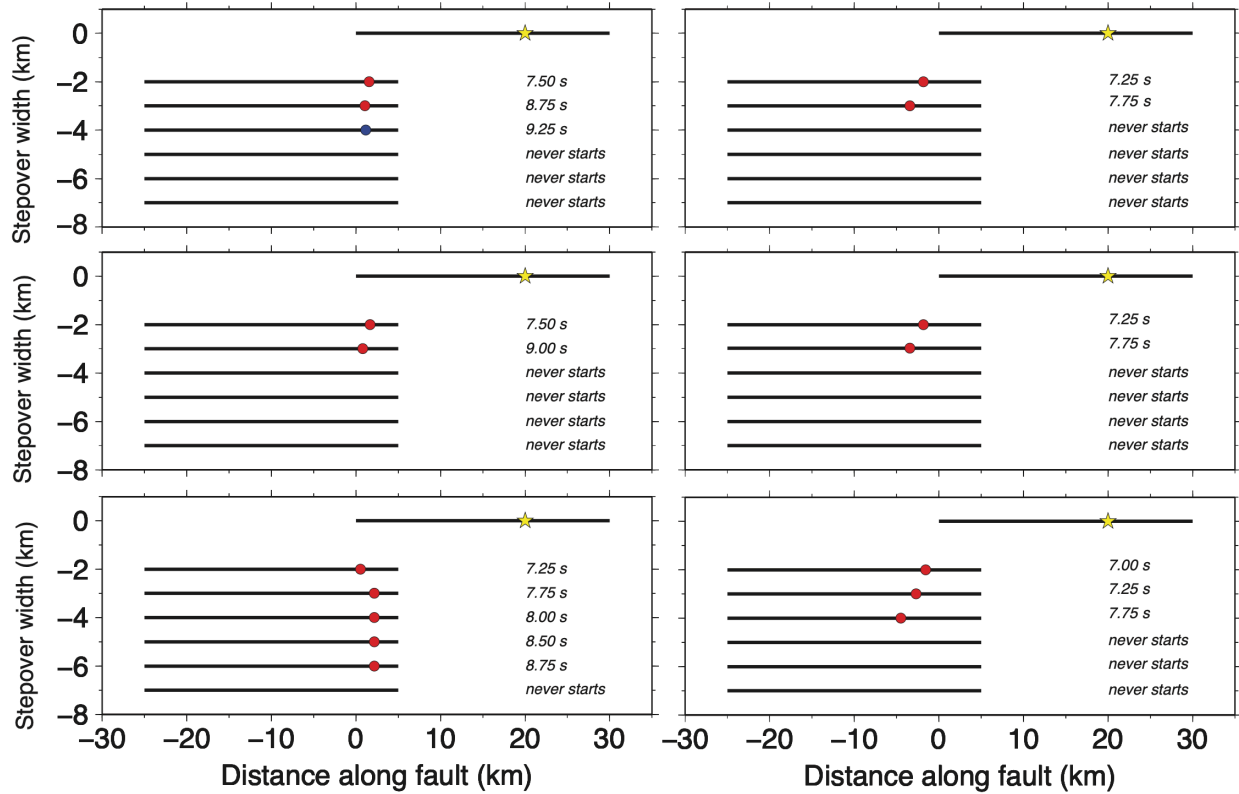 Stepover width (km)
0
−2
−4
−6
−8
7.50 s
8.75 s
9.25 s
never starts
never starts
never starts
7.25 s
7.75 s
never starts
never starts
never starts
never starts
Stepover width (km)
0
−2
−4
−6
−8
7.50 s
9.00 s
never starts
never starts
never starts
never starts
7.25 s
7.75 s
never starts
never starts
never starts
never starts
Stepover width (km)
0
−2
−4
−6
−8
7.25 s
7.75 s
8.00 s
8.50 s
8.75 s
never starts
7.00 s
7.25 s
7.75 s
never starts
never starts
never starts
−30 −20 −10 0 10 20 30
−30 −20 −10 0 10 20 30
Distance along fault (km)
Distance along fault (km)